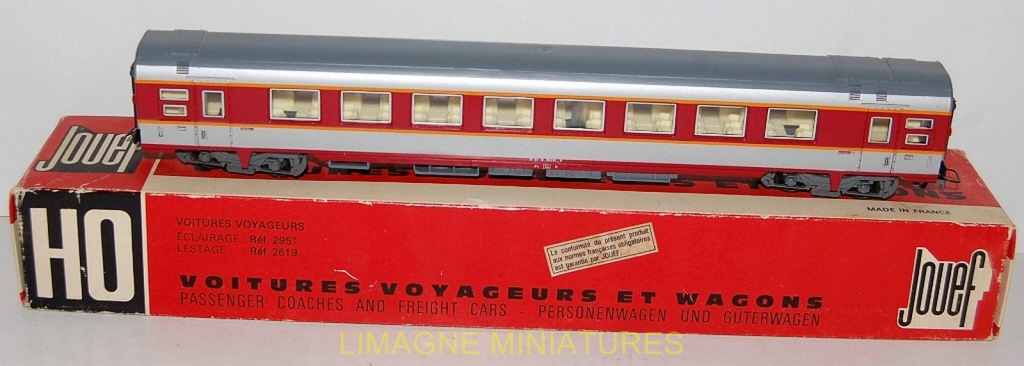 Jouef
MADE IN FRANCE
HO
VOITURES VOYAGEURS
ÉCLAIRAGE : Réf. 2951
LESTAGE : Réf. 2619
La conformité du présent produit
aux normes françaises obligatoires
est garantie par JOUEF.
Jouef
VOITURES VOYAGEURS ET WAGONS
PASSENGER COACHES AND FREIGHT CARS - PERSONENWAGEN UND GÜTERWAGEN
LIMAGNE MINIATURES